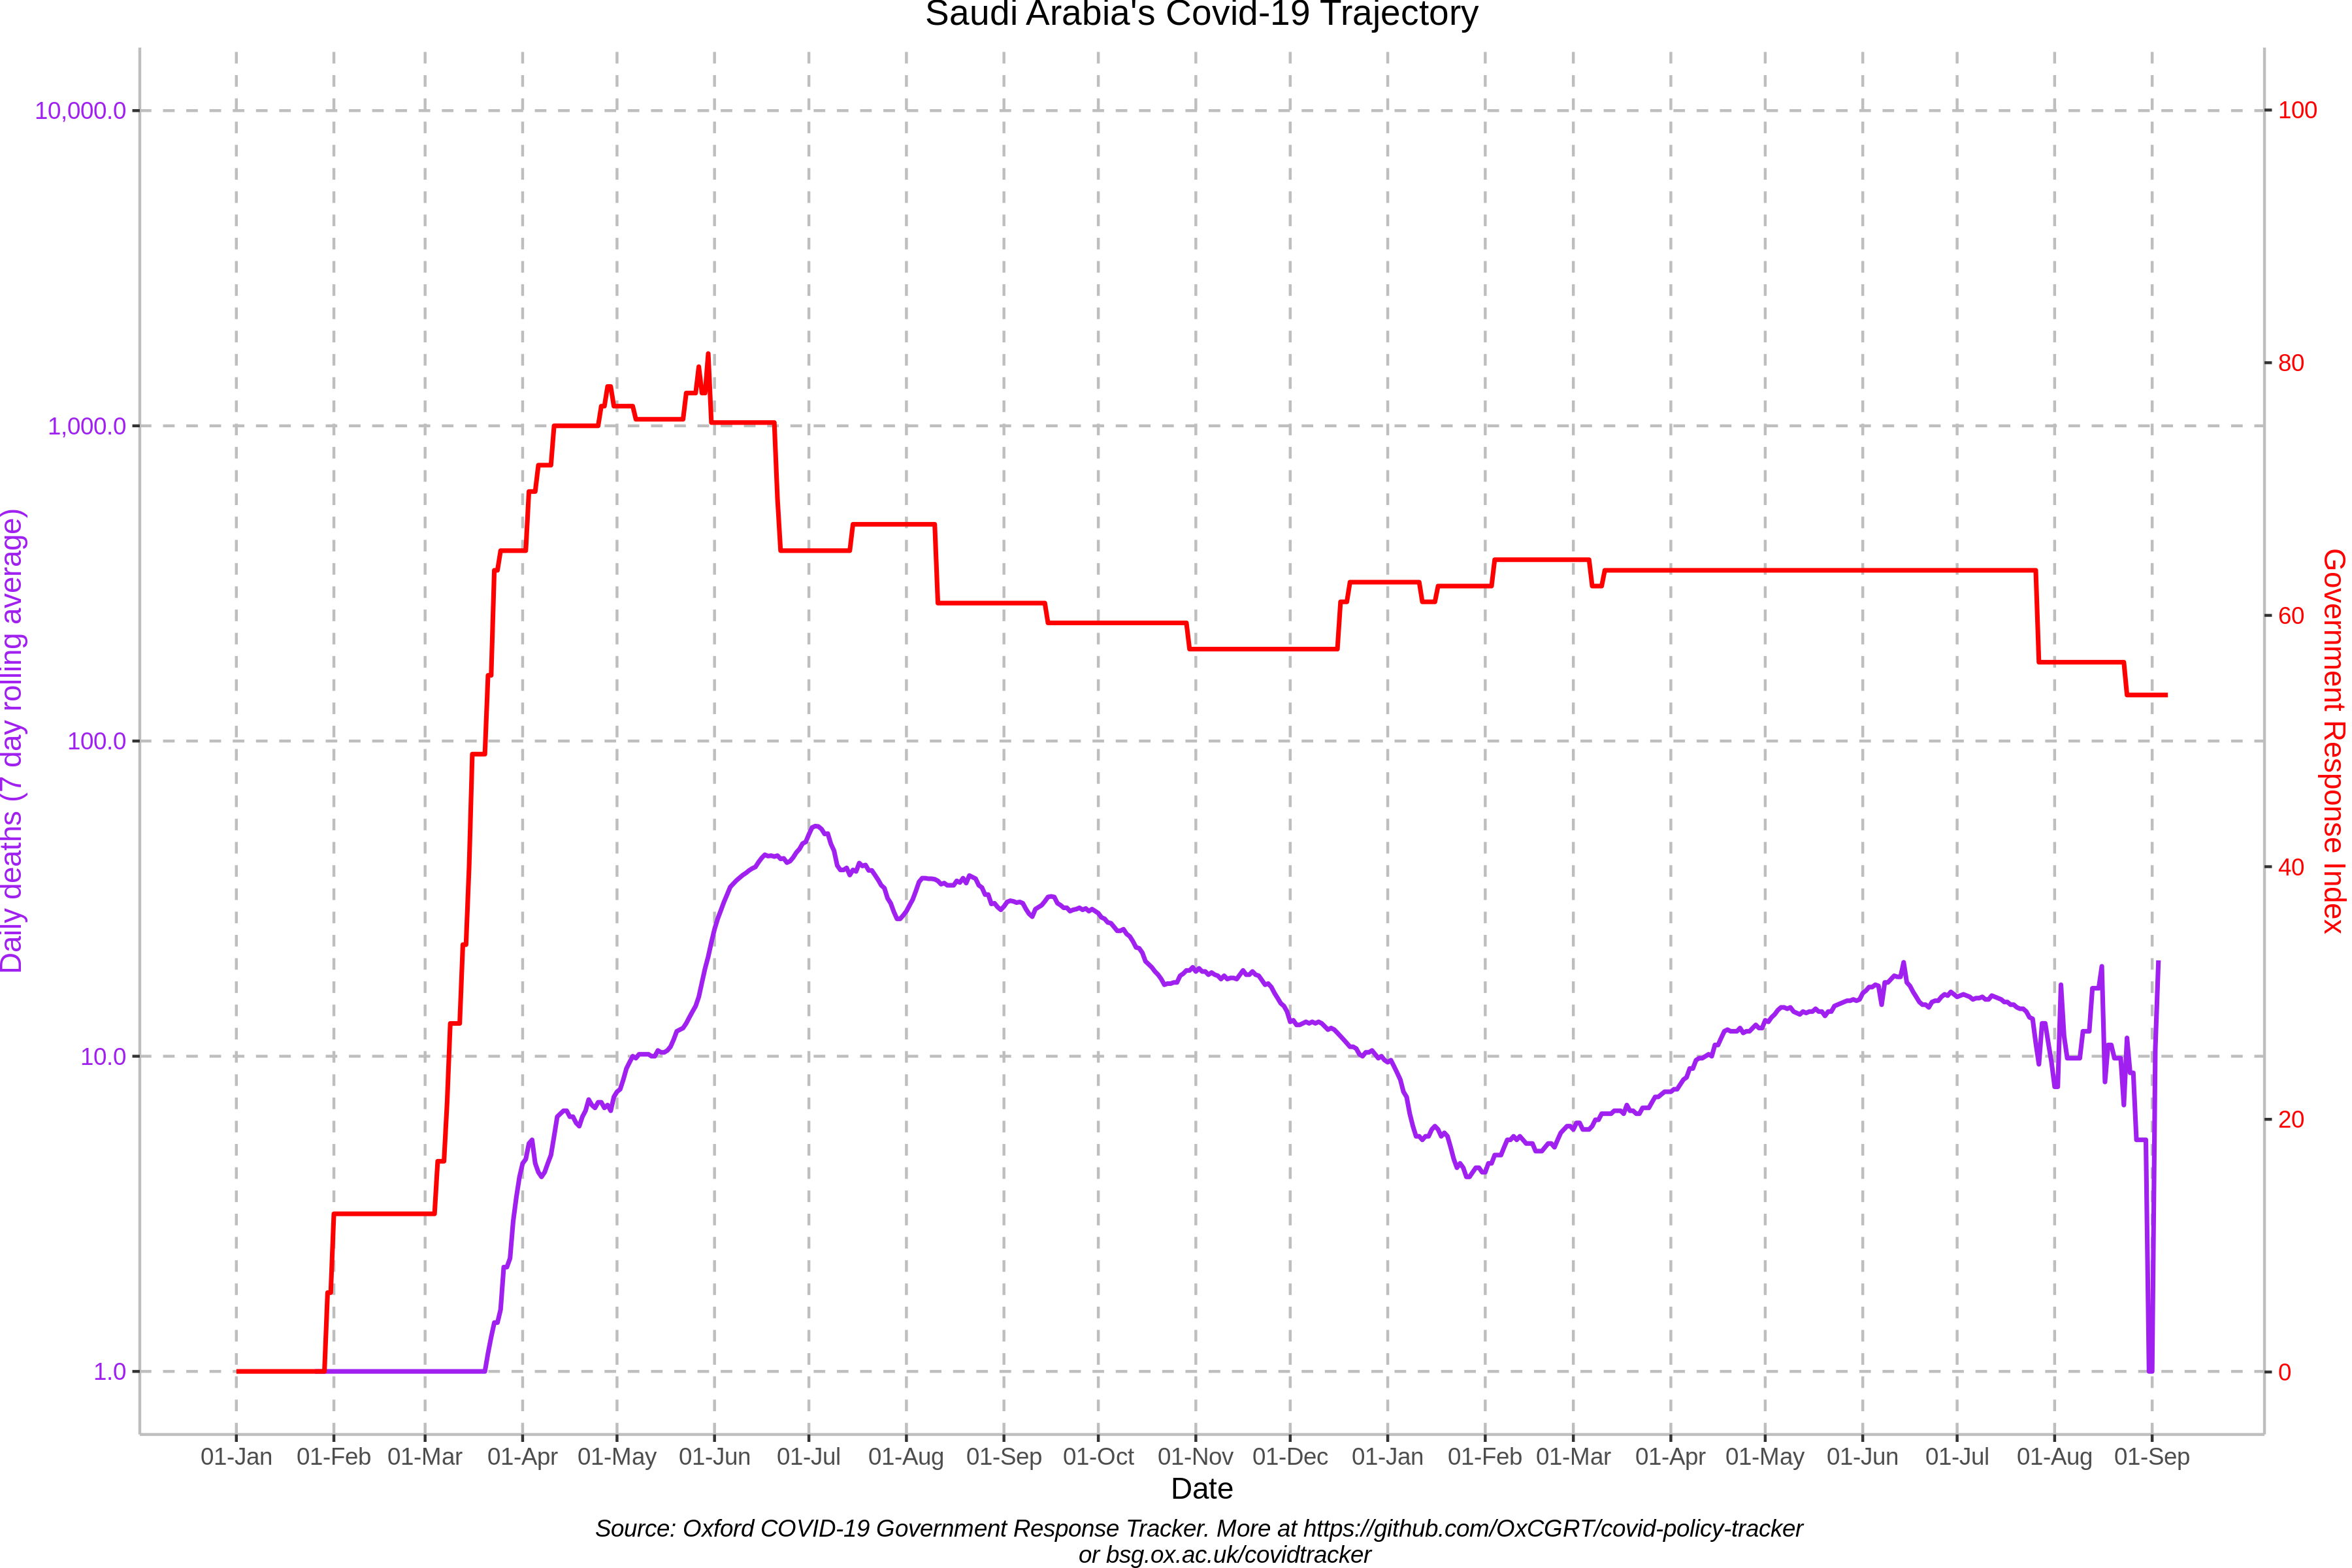 Saudi Arabia's Covid-19 Trajectory
10,000.0
1,000.0
100.0
10.0
1.0
Daily deaths (7 day rolling average)
100
80
60
40
20
0
Government Response Index
01-Jan 01-Feb 01-Mar 01-Apr 01-May 01-Jun 01-Jul 01-Aug 01-Sep 01-Oct 01-Nov 01-Dec 01-Jan 01-Feb 01-Mar 01-Apr 01-May 01-Jun 01-Jul 01-Aug 01-Sep
Date
Source: Oxford COVID-19 Government Response Tracker. More at https://github.com/OxCGRT/covid-policy-tracker
or bsg.ox.ac.uk/covidtracker